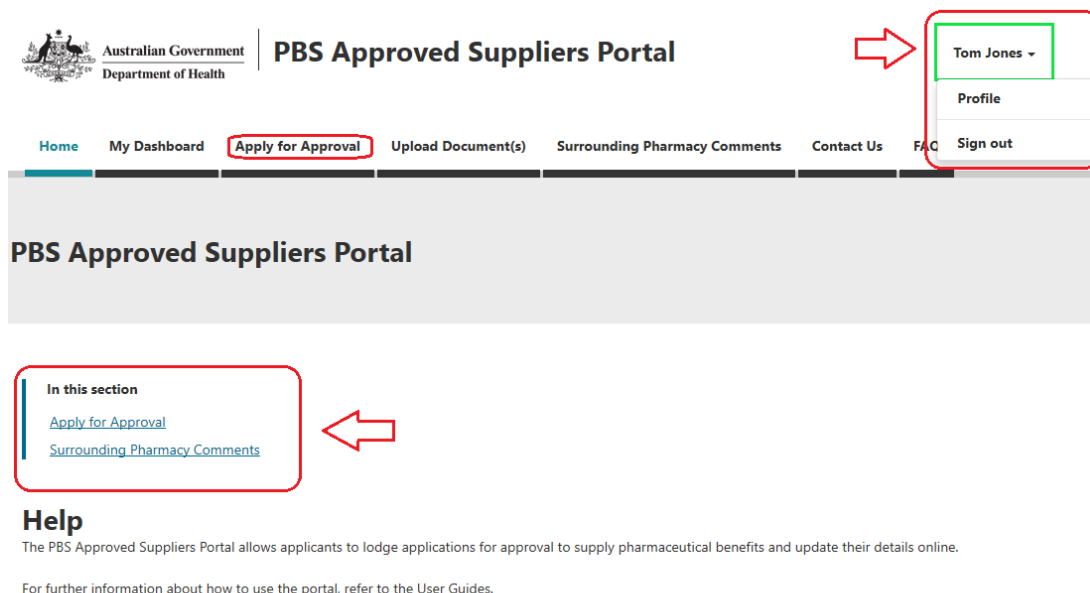 Australian Government
Department of Health
PBS Approved Suppliers Portal
Tom Jones
Profile
Sign out
Home My Dashboard Apply for Approval Upload Document(s) Surrounding Pharmacy Comments Contact Us FAQ
PBS Approved Suppliers Portal
In this section
Apply for Approval
Surrounding Pharmacy Comments
Help
The PBS Approved Suppliers Portal allows applicants to lodge applications for approval to supply pharmaceutical benefits and update their details online.
For further information about how to use the portal, refer to the User Guides.